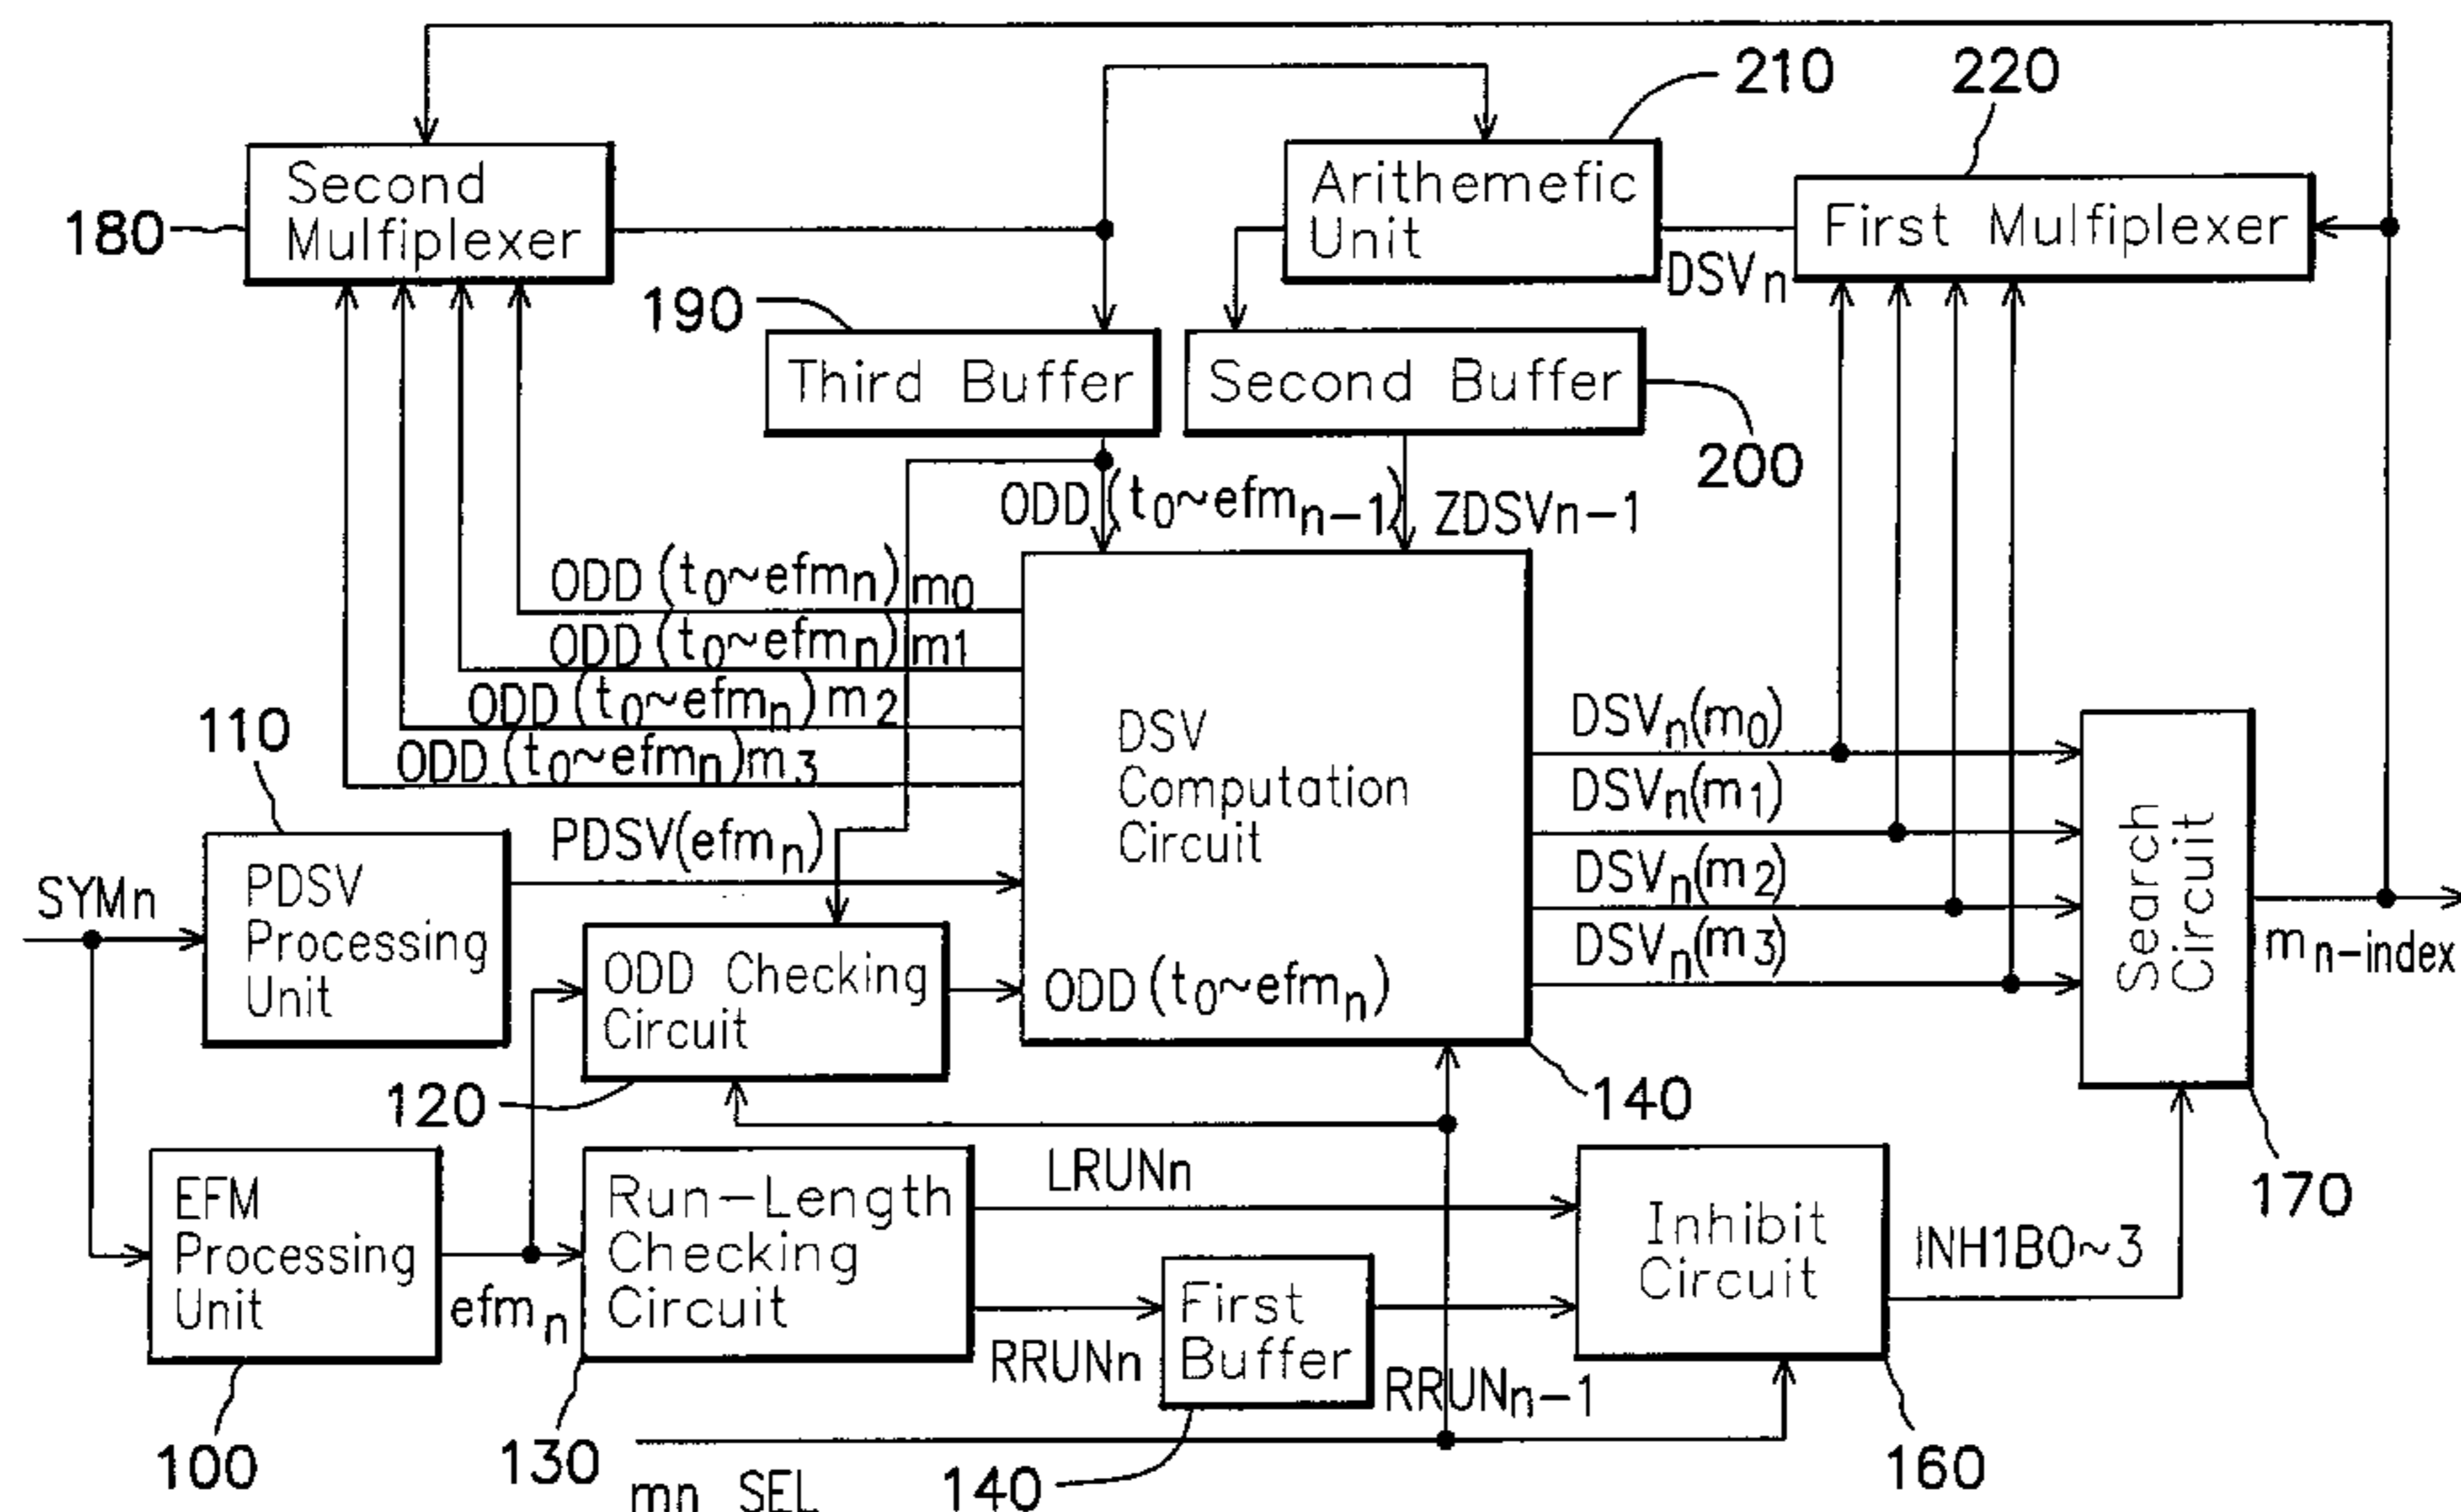 210
220
Second
Mulfiplexer
180
Arithemefic
Unit
First Mulfiplexer
DSVn
190
Third Buffer
Second Buffer
200
ODD (t0~efmn-1)
ZDSVn-1
ODD (t0~efmn)m0
ODD (t0~efmn)m1
ODD (t0~efmn)m2
ODD (t0~efmn)m3
110
DSV
Computation
Circuit
DSVn(m0)
DSVn(m1)
DSVn(m2)
DSVn(m3)
Search
Circuit
mn-index
PDSV(efmn)
SYMn
PDSV
Processing
Unit
ODD Checking
Circuit
ODD (t0~efmn)
120
140
170
EFM
Processing
Unit
efmn
Run-Length
Checking
Circuit
LRUNn
RRUNn
First
Buffer
RRUNn-1
Inhibit
Circuit
INH1B0~3
100
130
140
160
mn SEL